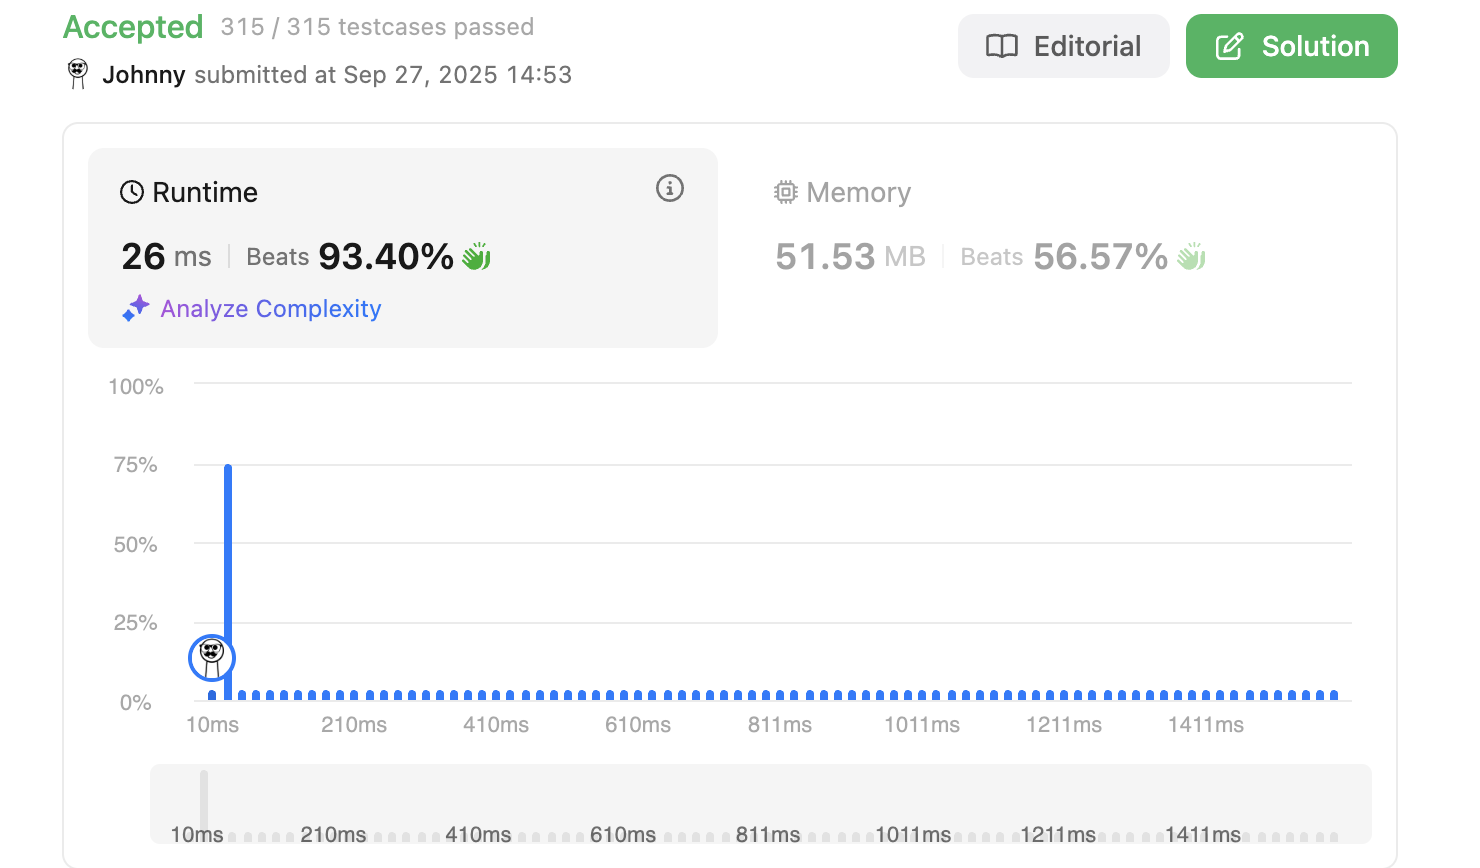 Accepted 315 / 315 testcases passed
Editorial
Solution
Johnny submitted at Sep 27, 2025 14:53
Runtime
26 ms Beats 93.40%
Analyze Complexity
Memory
51.53 MB Beats 56.57%
100%
75%
50%
25%
0%
10ms 210ms 410ms 610ms 811ms 1011ms 1211ms 1411ms
10ms 210ms 410ms 610ms 811ms 1011ms 1211ms 1411ms